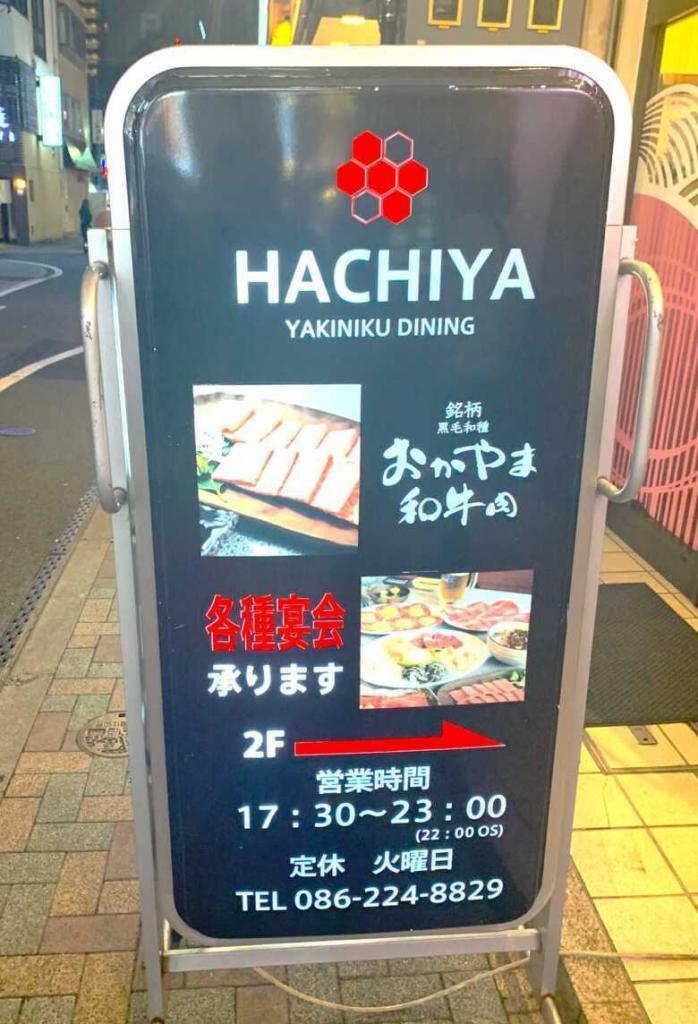 HACHIYA
YAKINIKU DINING
銘柄
黒毛和種
おかやま
和牛肉
各種宴会
承ります
2F
営業時間
17：30～23：00
(22：00 OS)
定休　火曜日
TEL 086-224-8829